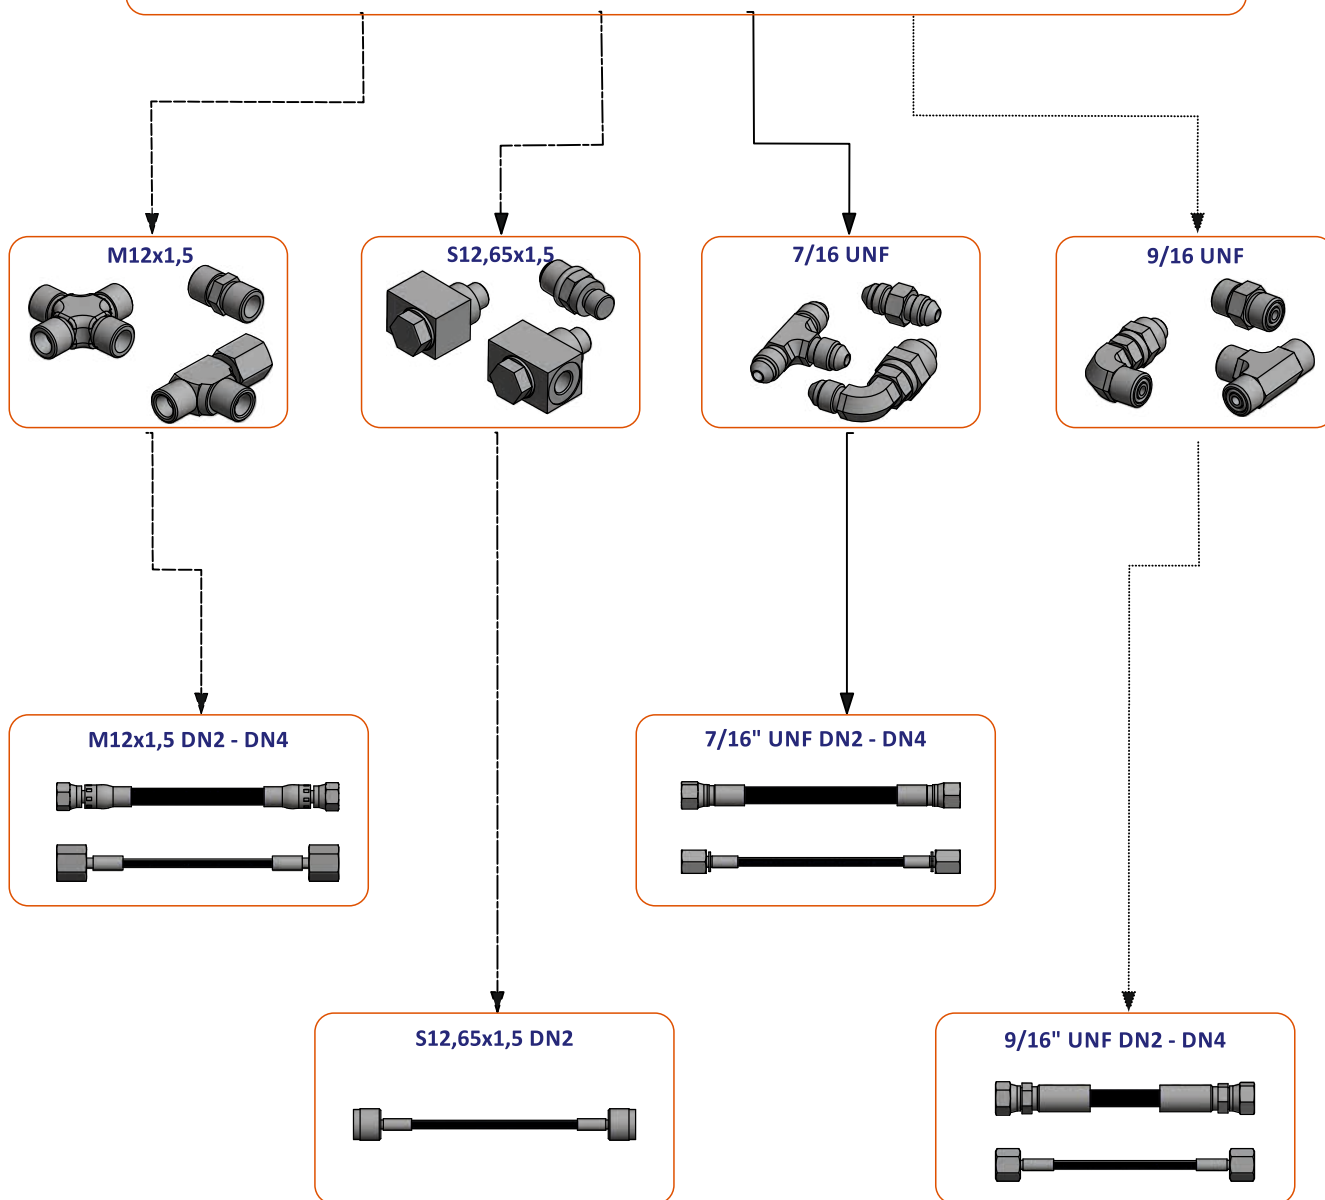 M12x1,5
S12,65x1,5
7/16 UNF
9/16 UNF
M12x1,5 DN2 - DN4
7/16" UNF DN2 - DN4
S12,65x1,5 DN2
9/16" UNF DN2 - DN4